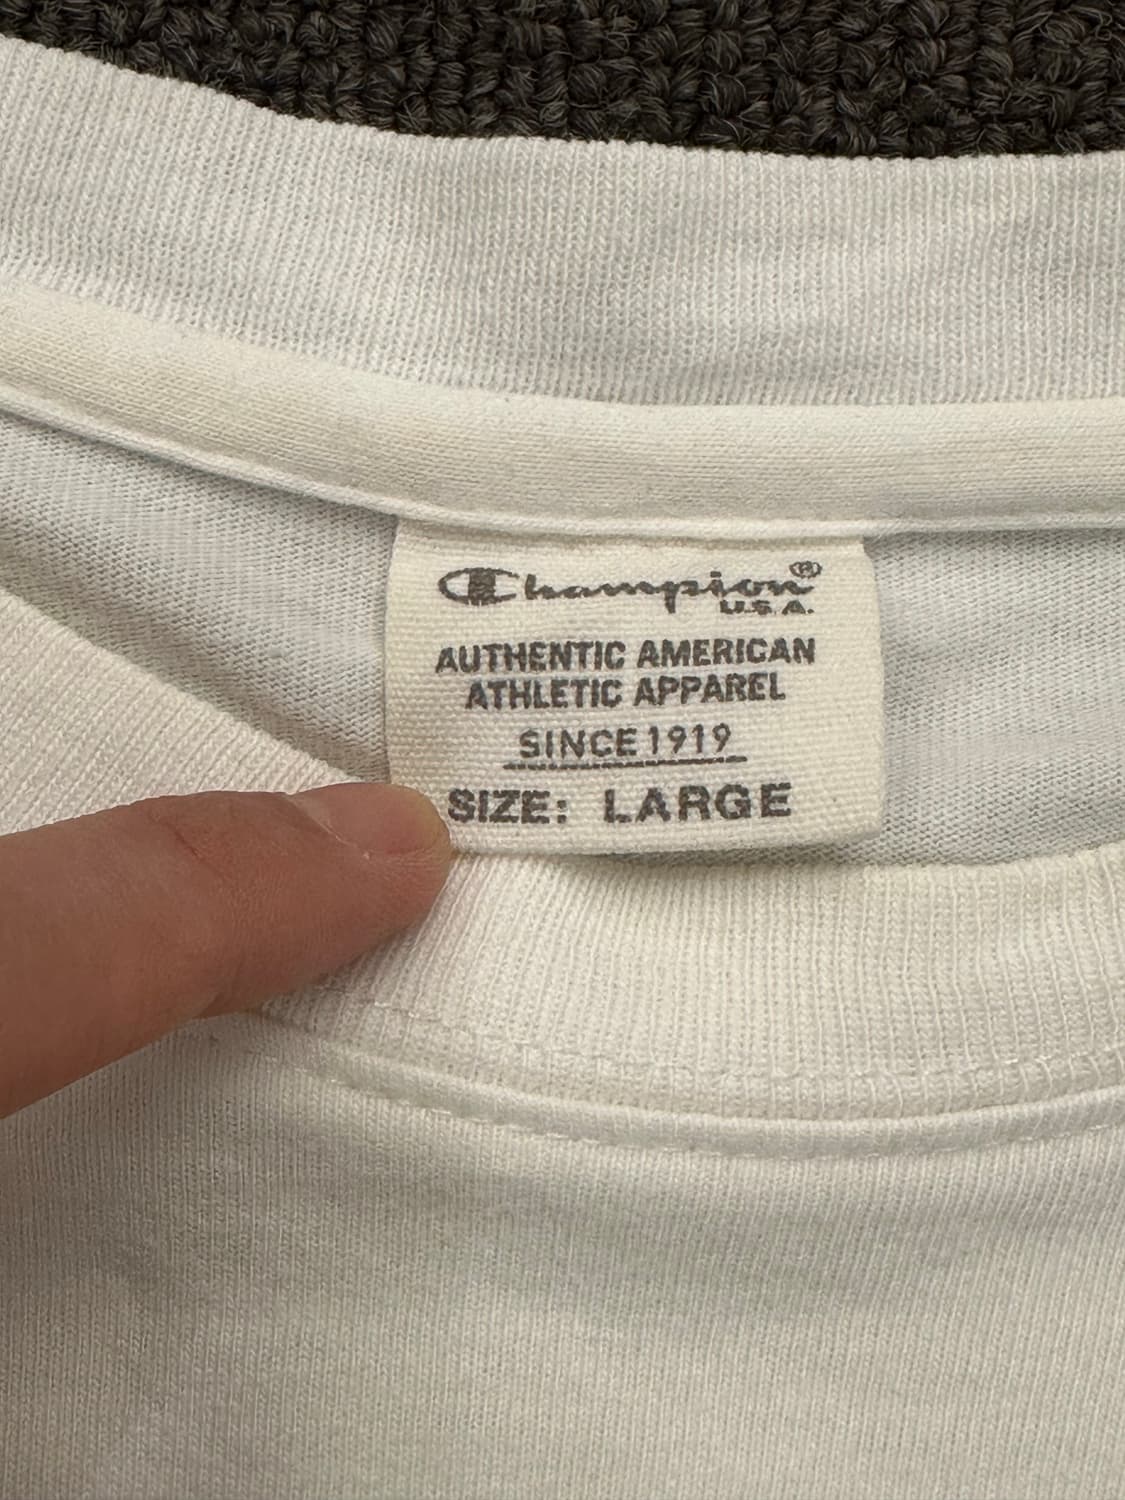 Champion®
U.S.A.
AUTHENTIC AMERICAN
ATHLETIC APPAREL
SINCE 1919
SIZE: LARGE